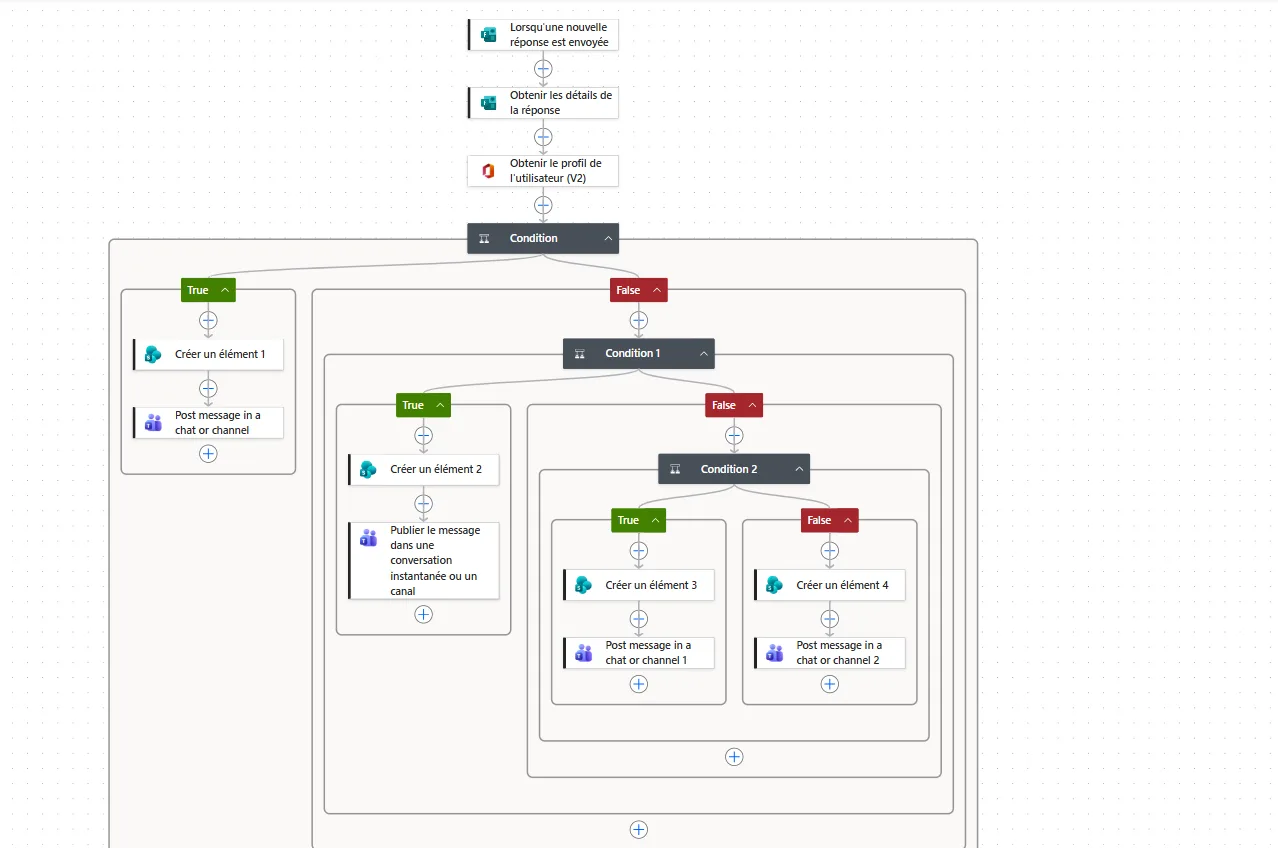 Lorsqu'une nouvelle
réponse est envoyée
Obtenir les détails de
la réponse
Obtenir le profil de
l'utilisateur (V2)
Condition
True
False
Créer un élément 1
Post message in a
chat or channel
Condition 1
True
False
Créer un élément 2
Publier le message
dans une
conversation
instantanée ou un
canal
Condition 2
True
False
Créer un élément 3
Post message in a
chat or channel 1
Créer un élément 4
Post message in a
chat or channel 2